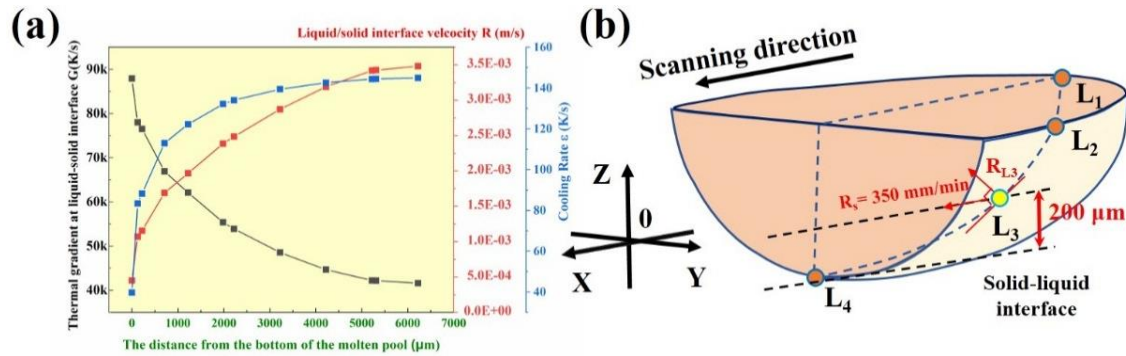 (a)
Liquid/solid interface velcocity R (m/s)
Thermal gradient at liquid-solid interface G(K/s)
90k
80k
70k
60k
50k
40k
3.5E-03
3.0E-03
2.5E-03
2.0E-03
1.5E-03
1.0E-03
5.0E-04
0.0E+00
160
140
120
100
80
60
40
Cooling Rate ε (K/s)
0 1000 2000 3000 4000 5000 6000 7000
The distance from the bottom of the molten pool (μm)
(b)
Scanning direction
L1
L2
RL3
Rs= 350 mm/min
L3
200 μm
L4
Z
0
X
Y
Solid-liquid
interface